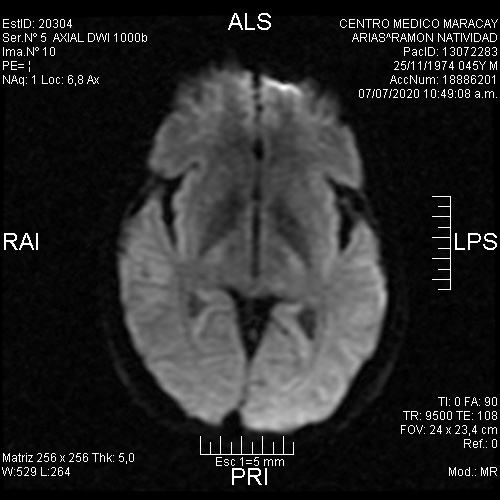 EstID: 20304
Ser.Nº 5 AXIAL DWI 1000b
Ima.Nº 10
PE= ¦
NAq: 1 Loc: 6,8 Ax
ALS
CENTRO MEDICO MARACAY
ARIAS^RAMON NATIVIDAD
PacID: 13072283
25/11/1974 045Y M
AccNum: 18886201
07/07/2020 10:49:08 a.m.
RAI
LPS
TI: 0 FA: 90
TR: 9500 TE: 108
FOV: 24 x 23,4 cm
Ref.: 0
Matriz 256 x 256 Thk: 5,0
W:529 L:264
Esc 1=5 mm
PRI
Mod.: MR